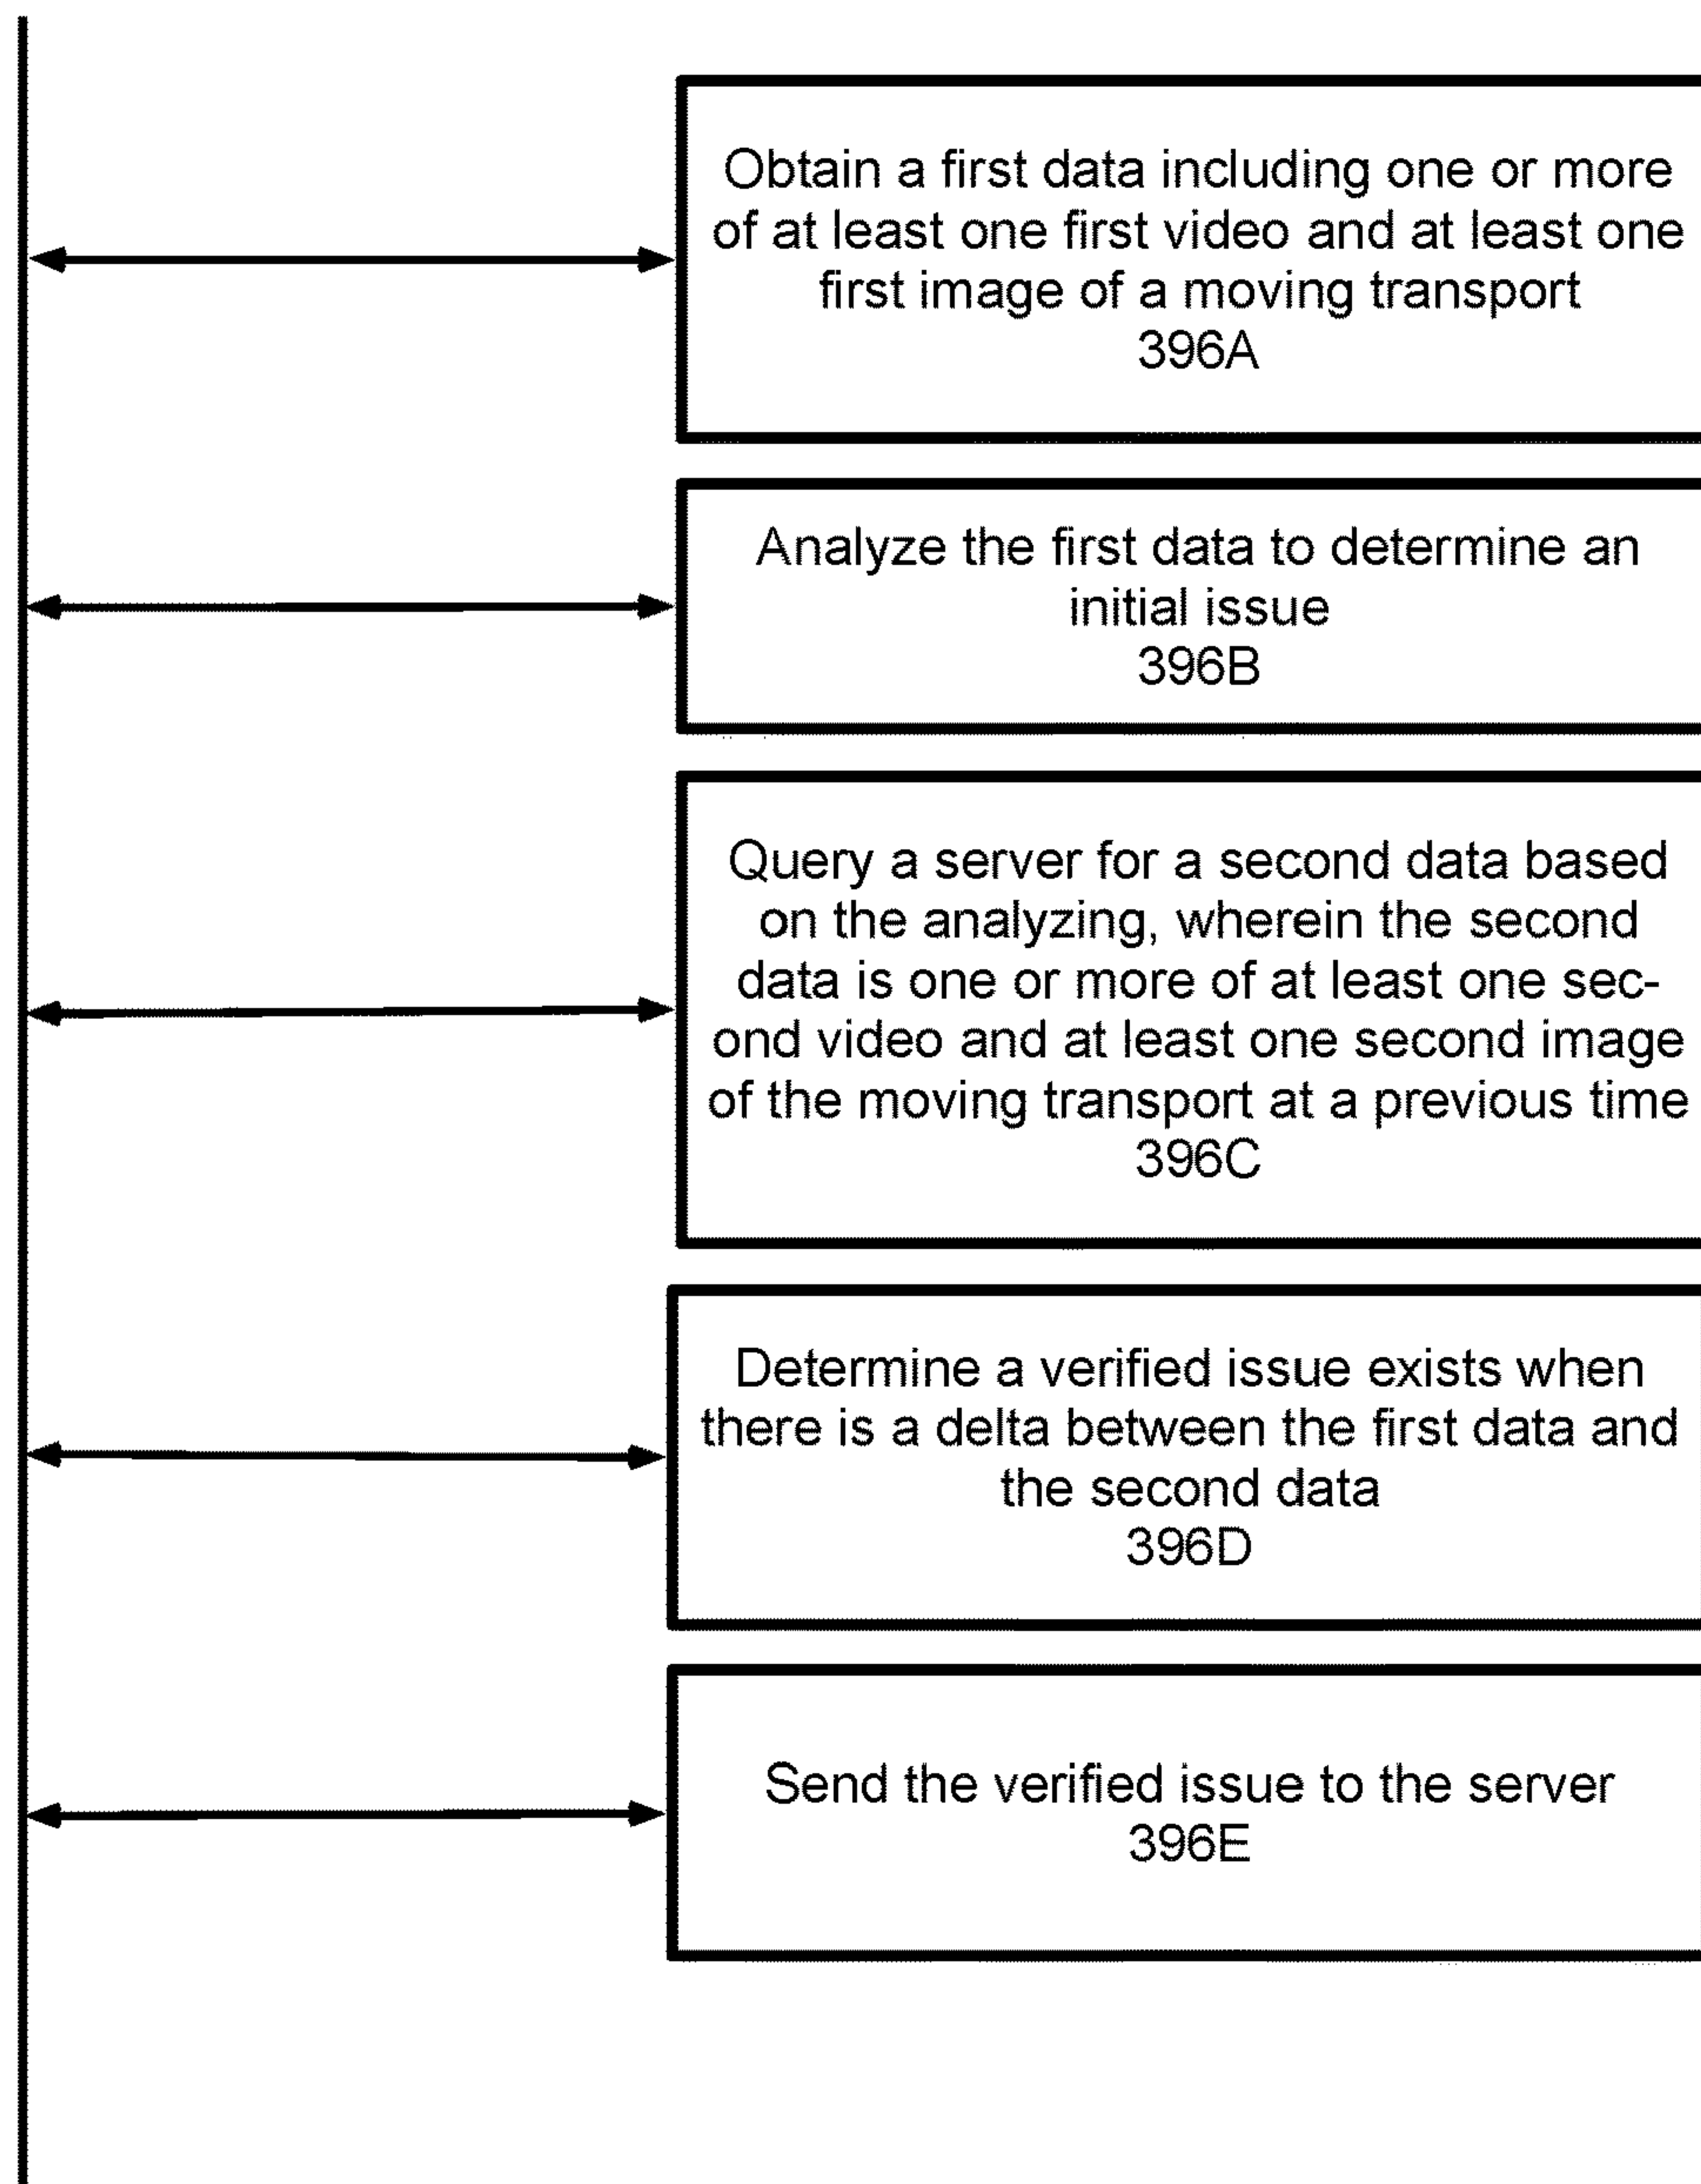 Obtain a first data including one or more
of at least one first video and at least one
first image of a moving transport
396A
Analyze the first data to determine an
initial issue
396B
Query a server for a second data based
on the analyzing, wherein the second
data is one or more of at least one sec-
ond video and at least one second image
of the moving transport at a previous time
396C
Determine a verified issue exists when
there is a delta between the first data and
the second data
396D
Send the verified issue to the server
396E